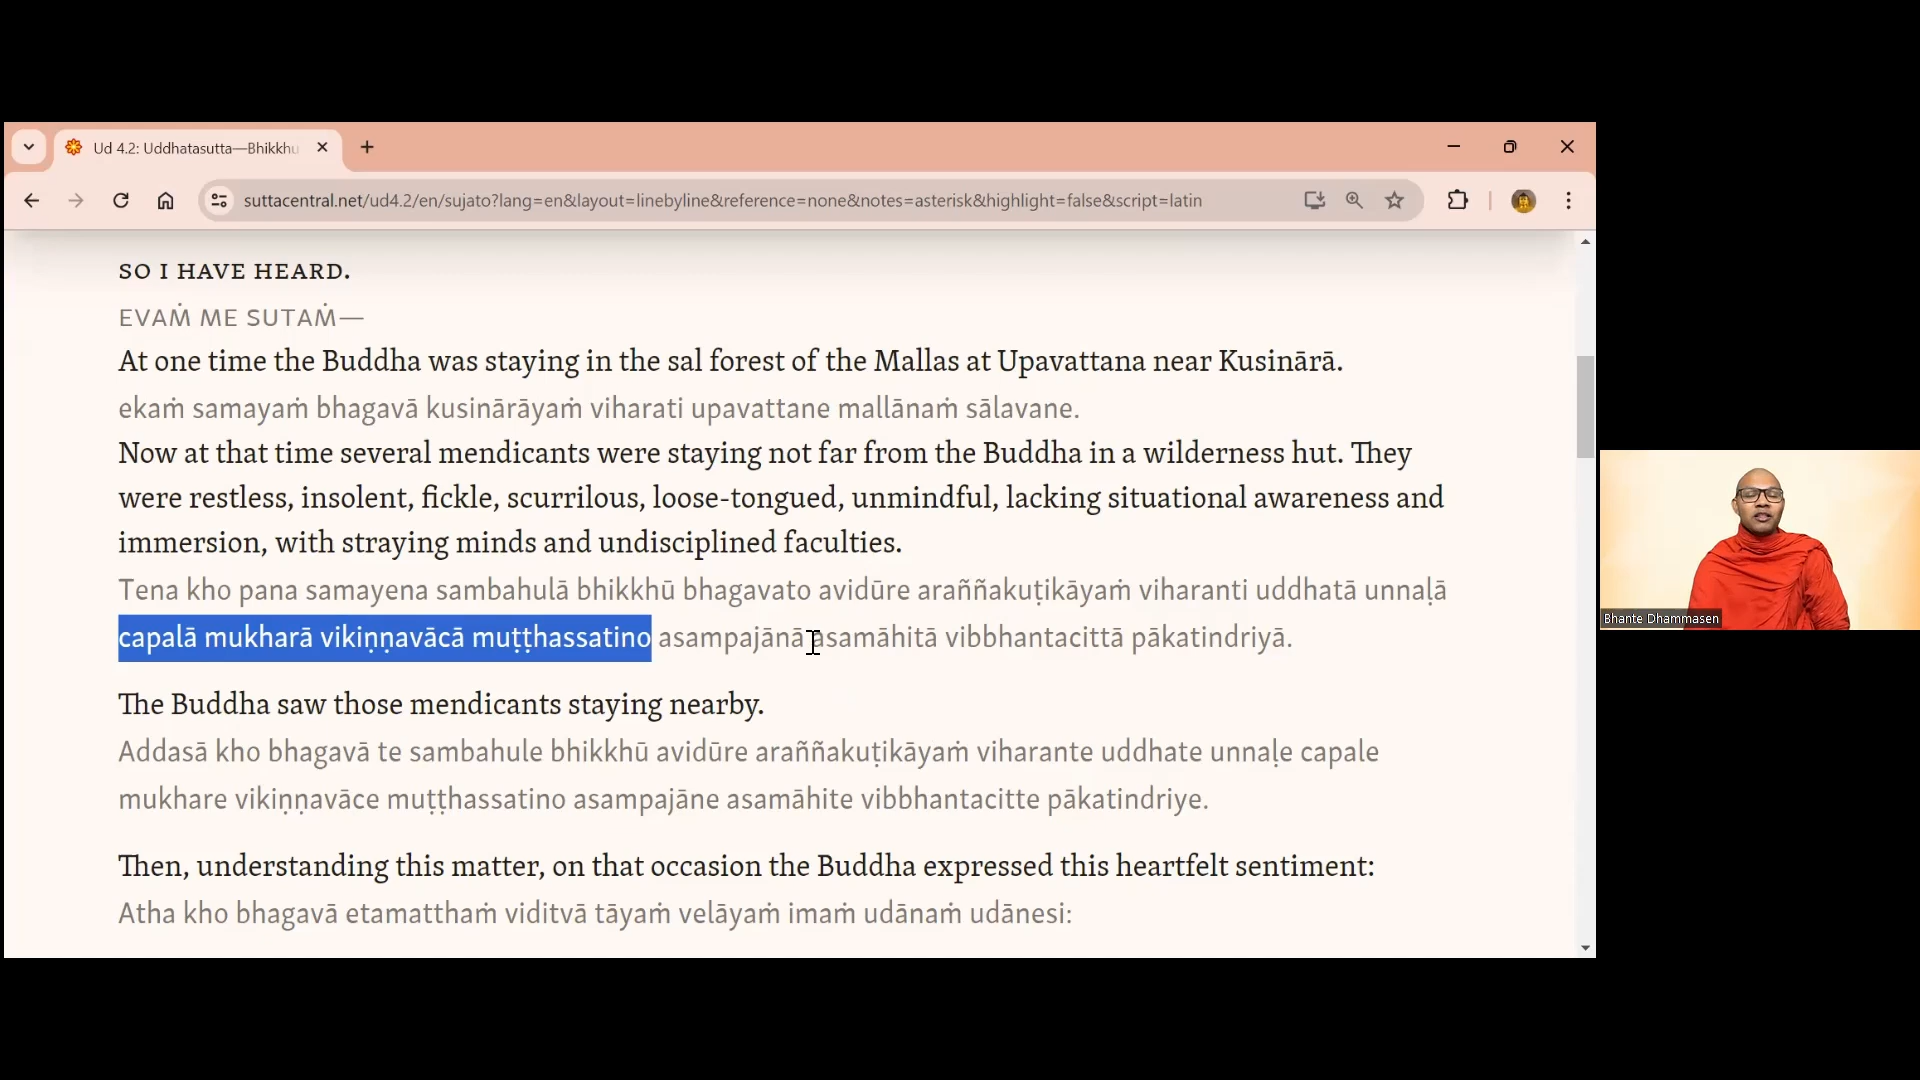 Ud 4.2: Uddhatasutta—Bhikkhu
suttacentral.net/ud4.2/en/sujato?lang=en&layout=linebyline&reference=none&notes=asterisk&highlight=false&script=latin
SO I HAVE HEARD.
EVAṀ ME SUTAṀ—
At one time the Buddha was staying in the sal forest of the Mallas at Upavattana near Kusinārā.
ekaṁ samayaṁ bhagavā kusinārāyaṁ viharati upavattane mallānaṁ sālavane.
Now at that time several mendicants were staying not far from the Buddha in a wilderness hut. They
were restless, insolent, fickle, scurrilous, loose-tongued, unmindful, lacking situational awareness and
immersion, with straying minds and undisciplined faculties.
Tena kho pana samayena sambahulā bhikkhū bhagavato avidūre araññakuṭikāyaṁ viharanti uddhatā unnaḷā
capalā mukharā vikiṇṇavācā muṭṭhassatino asampajānā asamāhitā vibbhantacittā pākatindriyā.
The Buddha saw those mendicants staying nearby.
Addasā kho bhagavā te sambahule bhikkhū avidūre araññakuṭikāyaṁ viharante uddhate unnaḷe capale
mukhare vikiṇṇavāce muṭṭhassatino asampajāne asamāhite vibbhantacitte pākatindriye.
Then, understanding this matter, on that occasion the Buddha expressed this heartfelt sentiment:
Atha kho bhagavā etamatthaṁ viditvā tāyaṁ velāyaṁ imaṁ udānaṁ udānesi:
Bhante Dhammasen